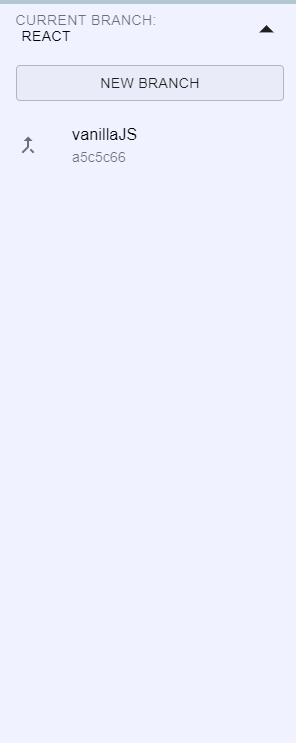 CURRENT BRANCH:
REACT
NEW BRANCH
vanillaJS
a5c5c66